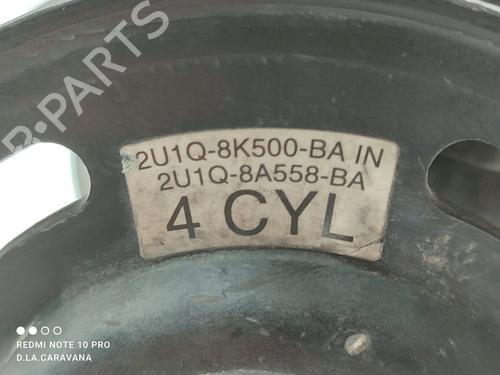 R-PARTS
2U1Q-8K500-BA IN
2U1Q-8A558-BA
4 CYL
REDMI NOTE 10 PRO
D.LA.CARAVANA